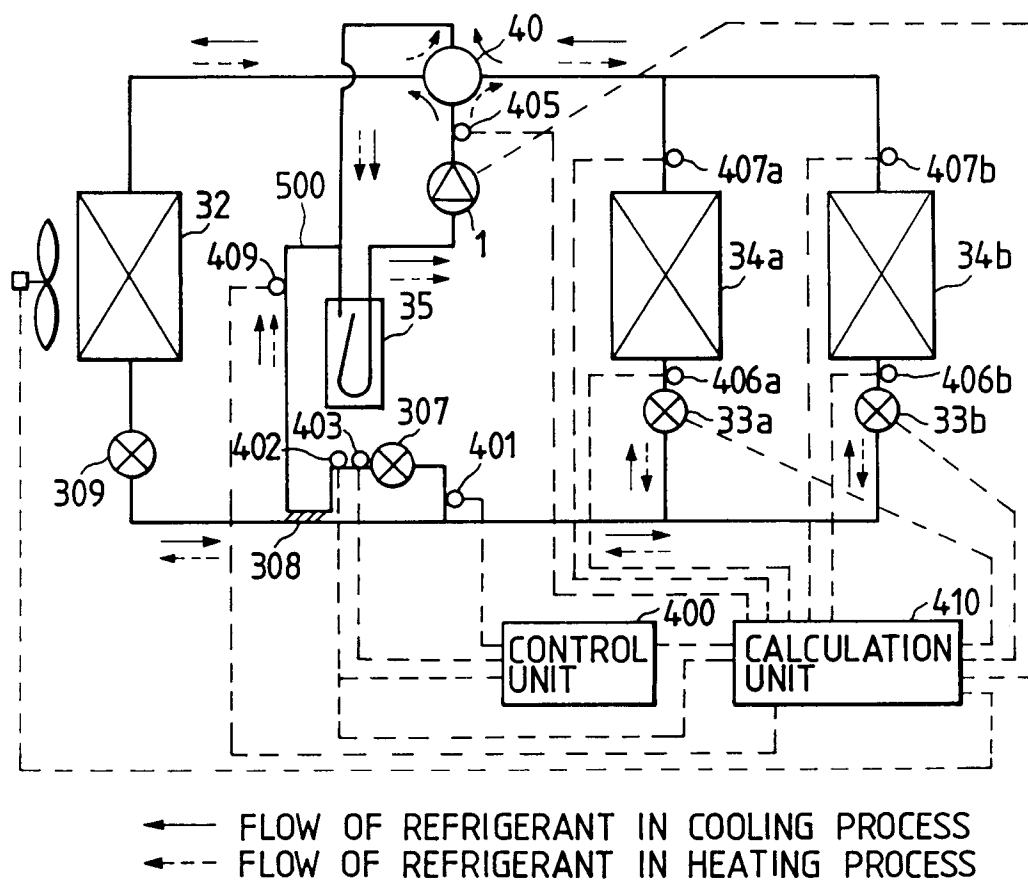 40
405
407a
407b
500
32
1
409
34a
34b
35
406a
406b
403
307
402
401
33a
33b
309
308
400
410
CONTROL
UNIT
CALCULATION
UNIT
FLOW OF REFRIGERANT IN COOLING PROCESS
FLOW OF REFRIGERANT IN HEATING PROCESS